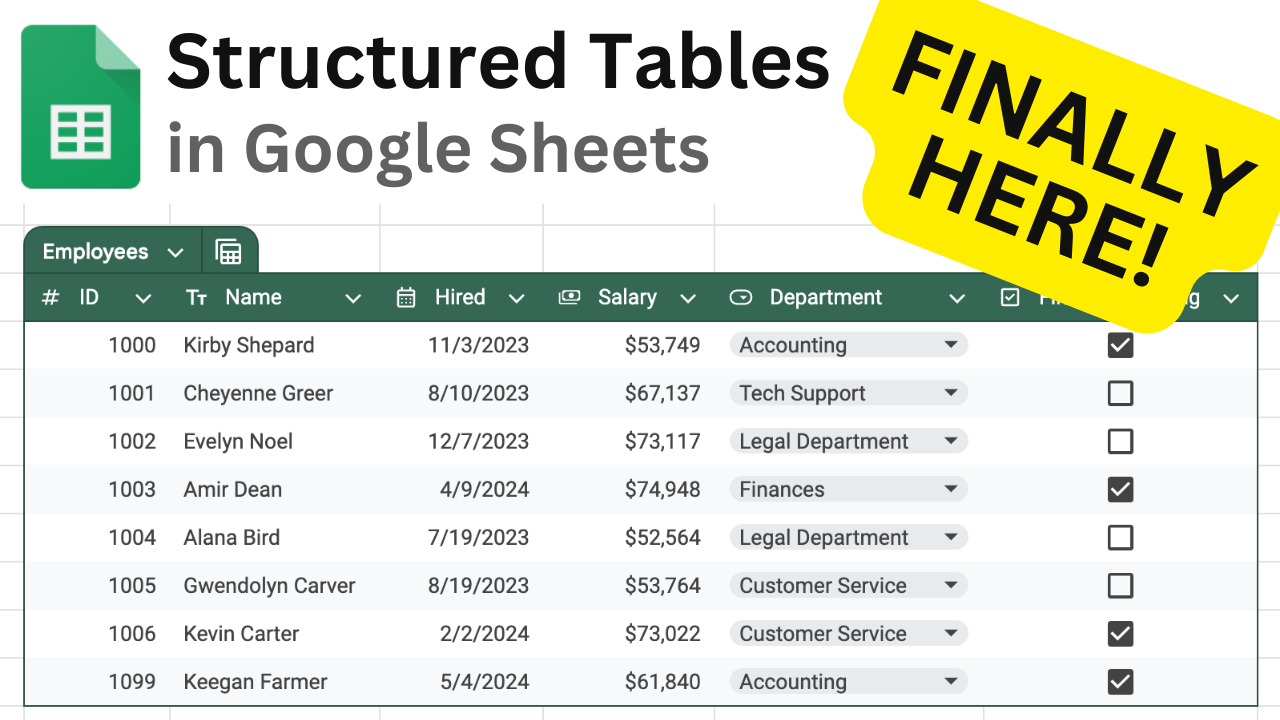 Structured Tables
in Google Sheets
FINALLY
HERE!
Employees
# ID Tт Name Hired Salary Department
1000 Kirby Shepard 11/3/2023 $53,749 Accounting
1001 Cheyenne Greer 8/10/2023 $67,137 Tech Support
1002 Evelyn Noel 12/7/2023 $73,117 Legal Department
1003 Amir Dean 4/9/2024 $74,948 Finances
1004 Alana Bird 7/19/2023 $52,564 Legal Department
1005 Gwendolyn Carver 8/19/2023 $53,764 Customer Service
1006 Kevin Carter 2/2/2024 $73,022 Customer Service
1099 Keegan Farmer 5/4/2024 $61,840 Accounting